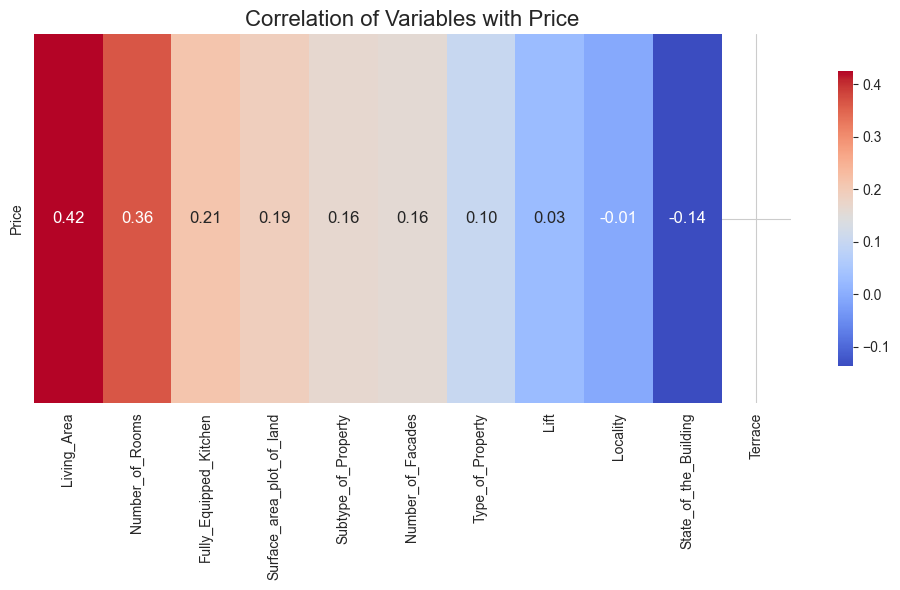 Correlation of Variables with Price
Price
0.42
0.36
0.21
0.19
0.16
0.16
0.10
0.03
-0.01
-0.14
Living_Area
Number_of_Rooms
Fully_Equipped_Kitchen
Surface_area_plot_of_land
Subtype_of_Property
Number_of_Facades
Type_of_Property
Lift
Locality
State_of_the_Building
Terrace
0.4
0.3
0.2
0.1
0.0
−0.1